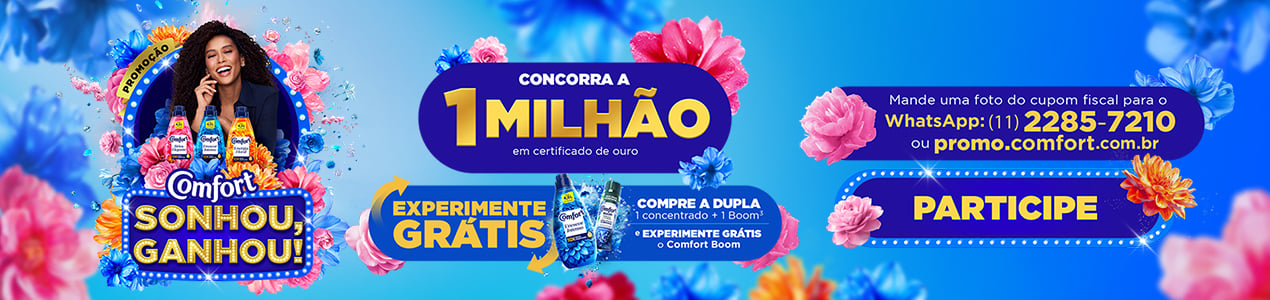 PROMOÇÃO
Comfort
SONHOU,
GANHOU!
CONCORRA A
1 MILHÃO
em certificado de ouro
EXPERIMENTE
GRÁTIS
Comfort
COMPRE A DUPLA
1 concentrado + 1 Boom³
e EXPERIMENTE GRÁTIS
o Comfort Boom
Mande uma foto do cupom fiscal para o
WhatsApp: (11) 2285-7210
ou promo.comfort.com.br
PARTICIPE